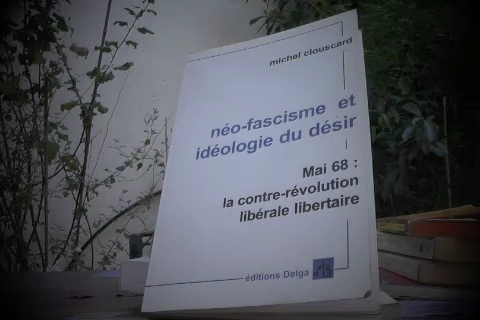 michel clouscard
néo-fascisme et
idéologie du désir
Mai 68 :
la contre-révolution
libérale libertaire
éditions Delga